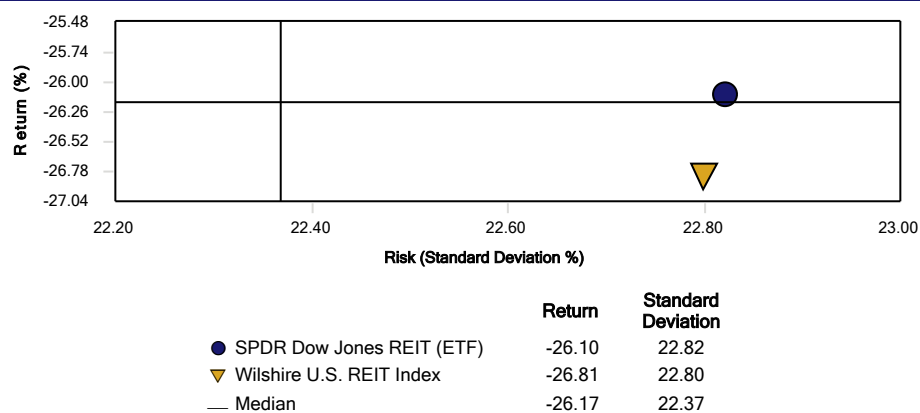 -25.48
-25.74
-26.00
-26.26
-26.52
-26.78
-27.04
Return (%)
22.20 22.40 22.60 22.80 23.00
Risk (Standard Deviation %)
Return Standard Deviation
SPDR Dow Jones REIT (ETF) -26.10 22.82
Wilshire U.S. REIT Index -26.81 22.80
Median -26.17 22.37